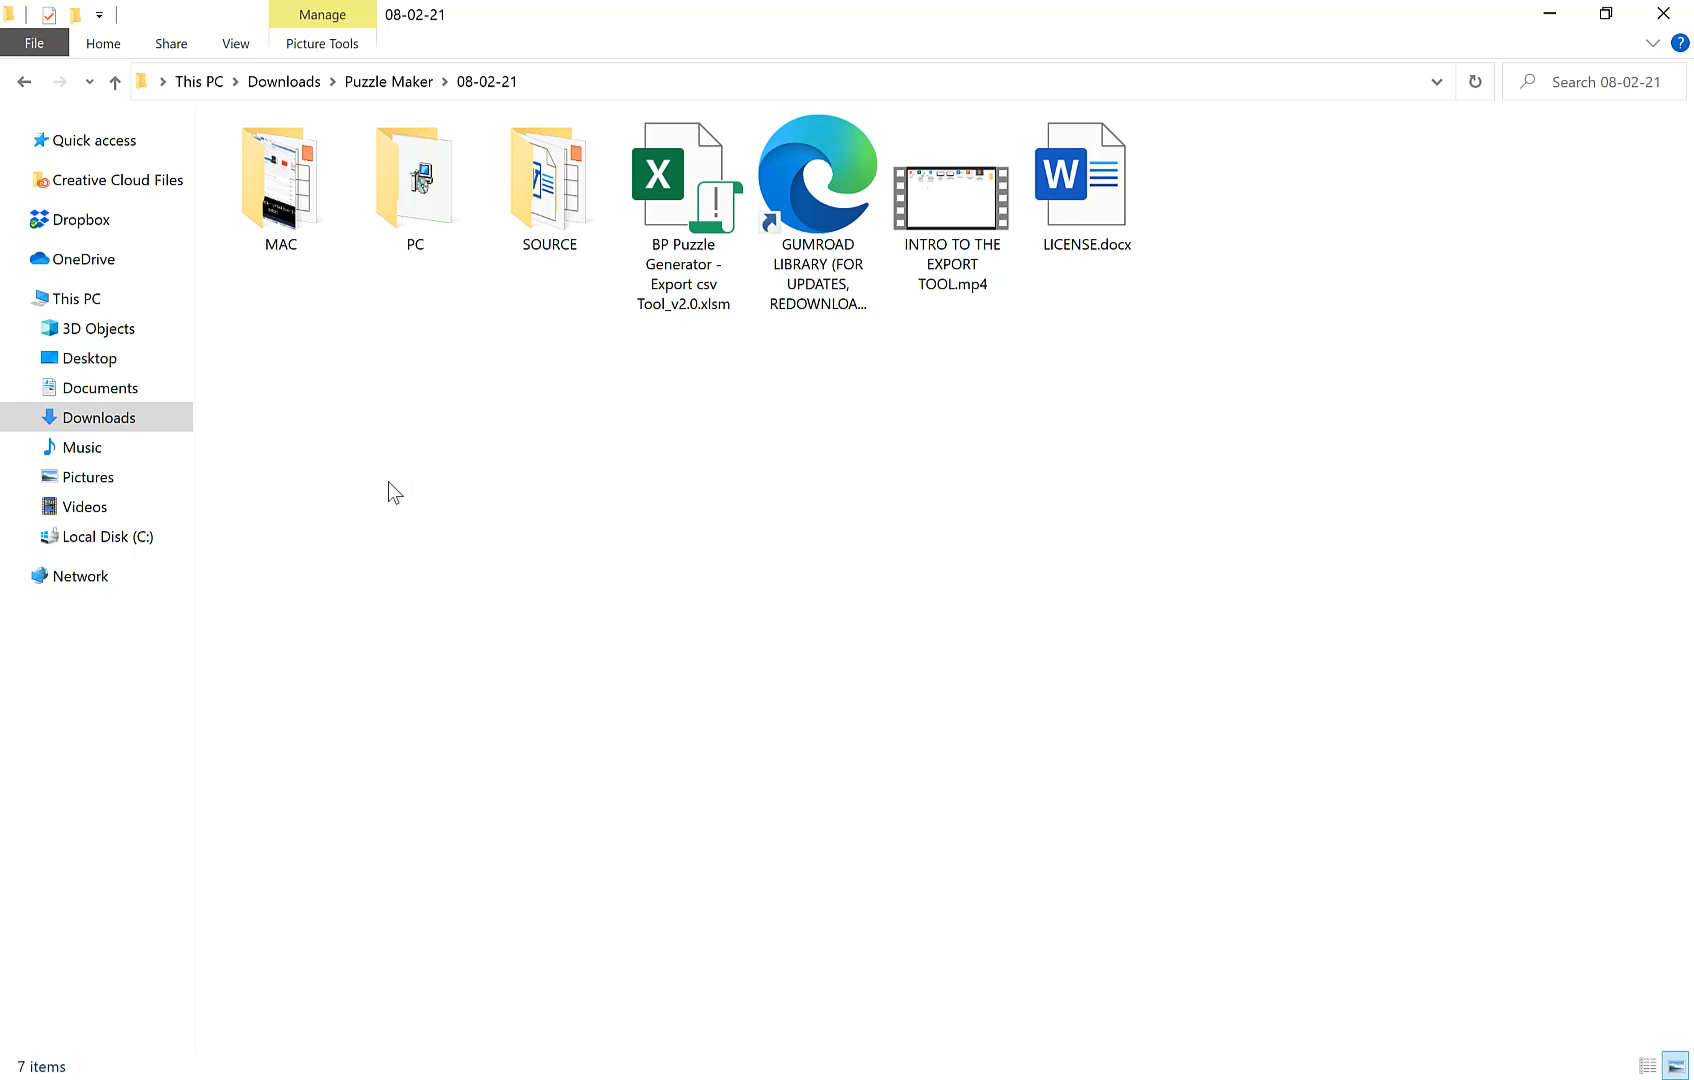 Manage
08-02-21
File
Home
Share
View
Picture Tools
This PC
Downloads
Puzzle Maker
08-02-21
Search 08-02-21
Quick access
Creative Cloud Files
Dropbox
OneDrive
This PC
3D Objects
Desktop
Documents
Downloads
Music
Pictures
Videos
Local Disk (C:)
Network
MAC
PC
SOURCE
BP Puzzle
Generator -
Export csv
Tool_v2.0.xlsm
GUMROAD
LIBRARY (FOR
UPDATES,
REDOWNLOA...
INTRO TO THE
EXPORT
TOOL.mp4
LICENSE.docx
7 items